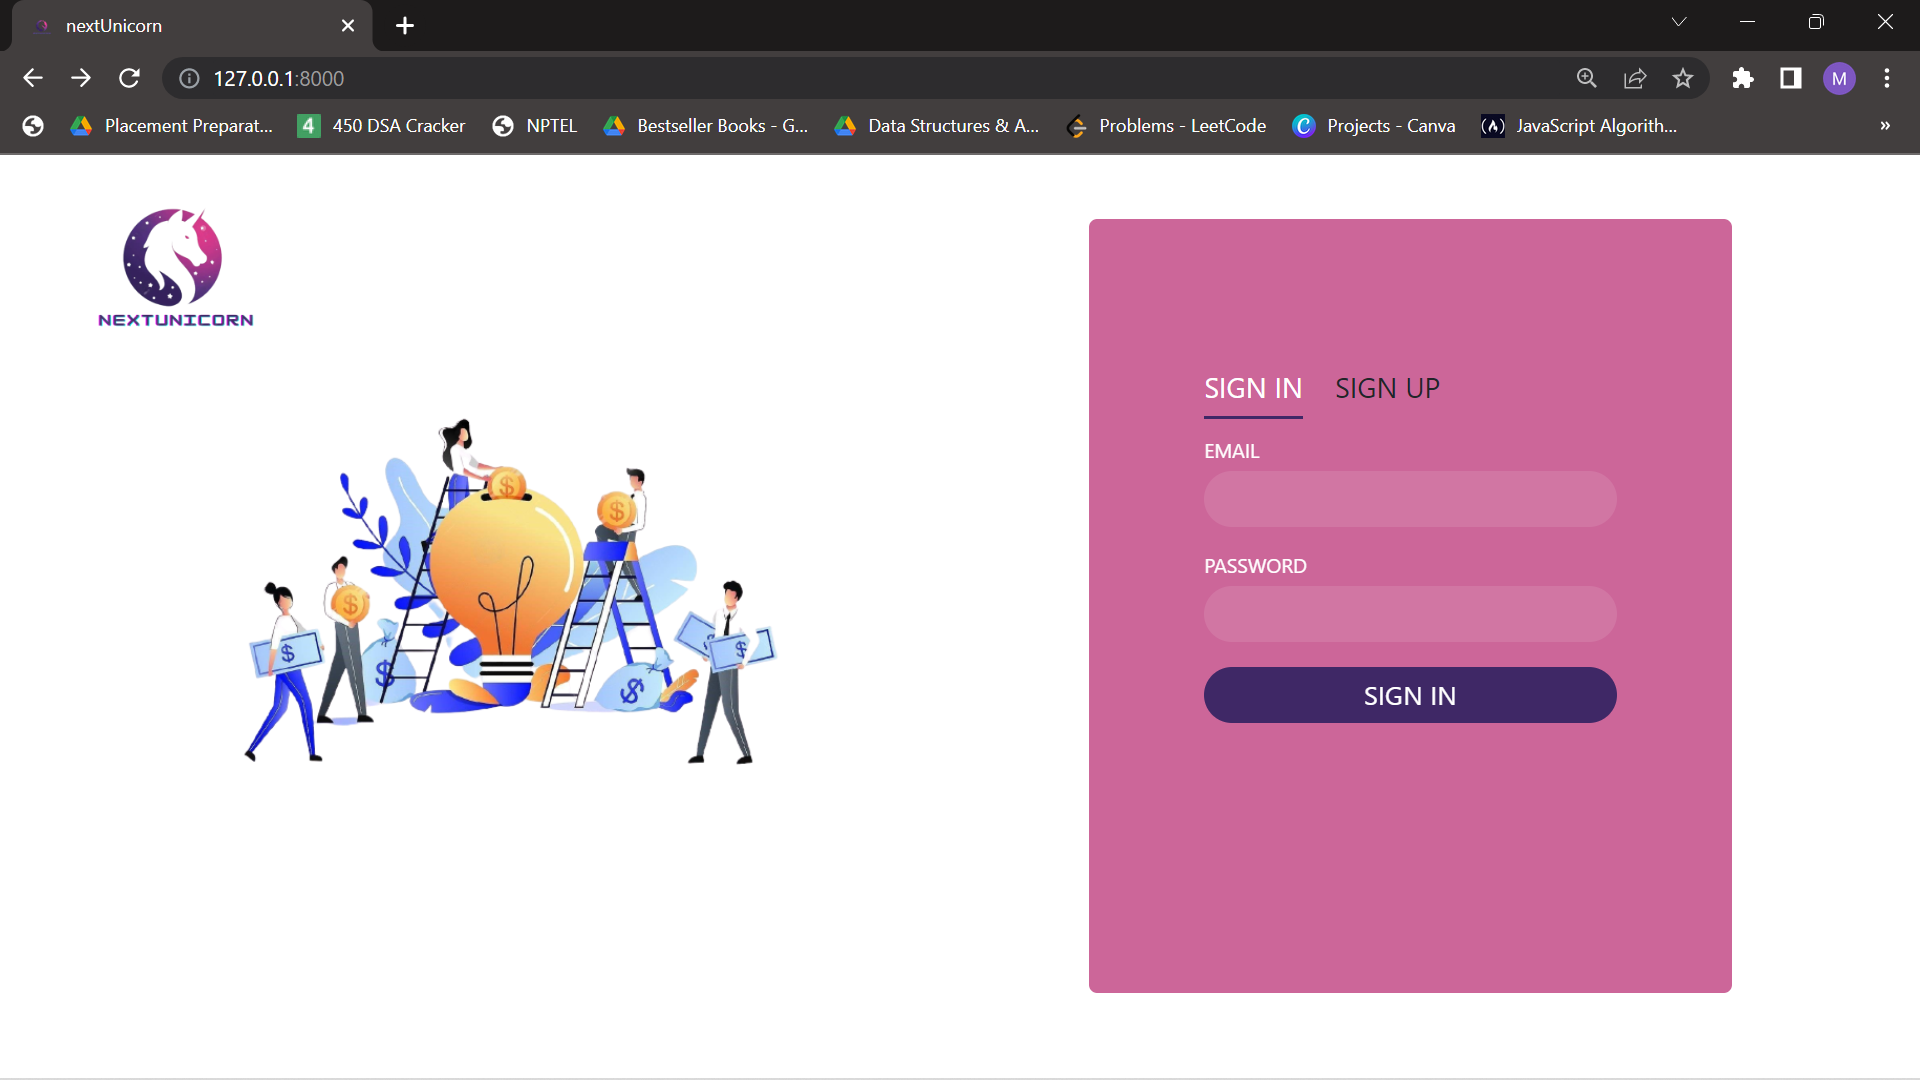 nextUnicorn
127.0.0.1:8000
M
Placement Preparat...
4 450 DSA Cracker
NPTEL
Bestseller Books - G...
Data Structures & A...
Problems - LeetCode
C Projects - Canva
JavaScript Algorith...
»
NEXTUNICORN
SIGN IN SIGN UP
EMAIL
PASSWORD
SIGN IN
$
$
$
$
$
$
$